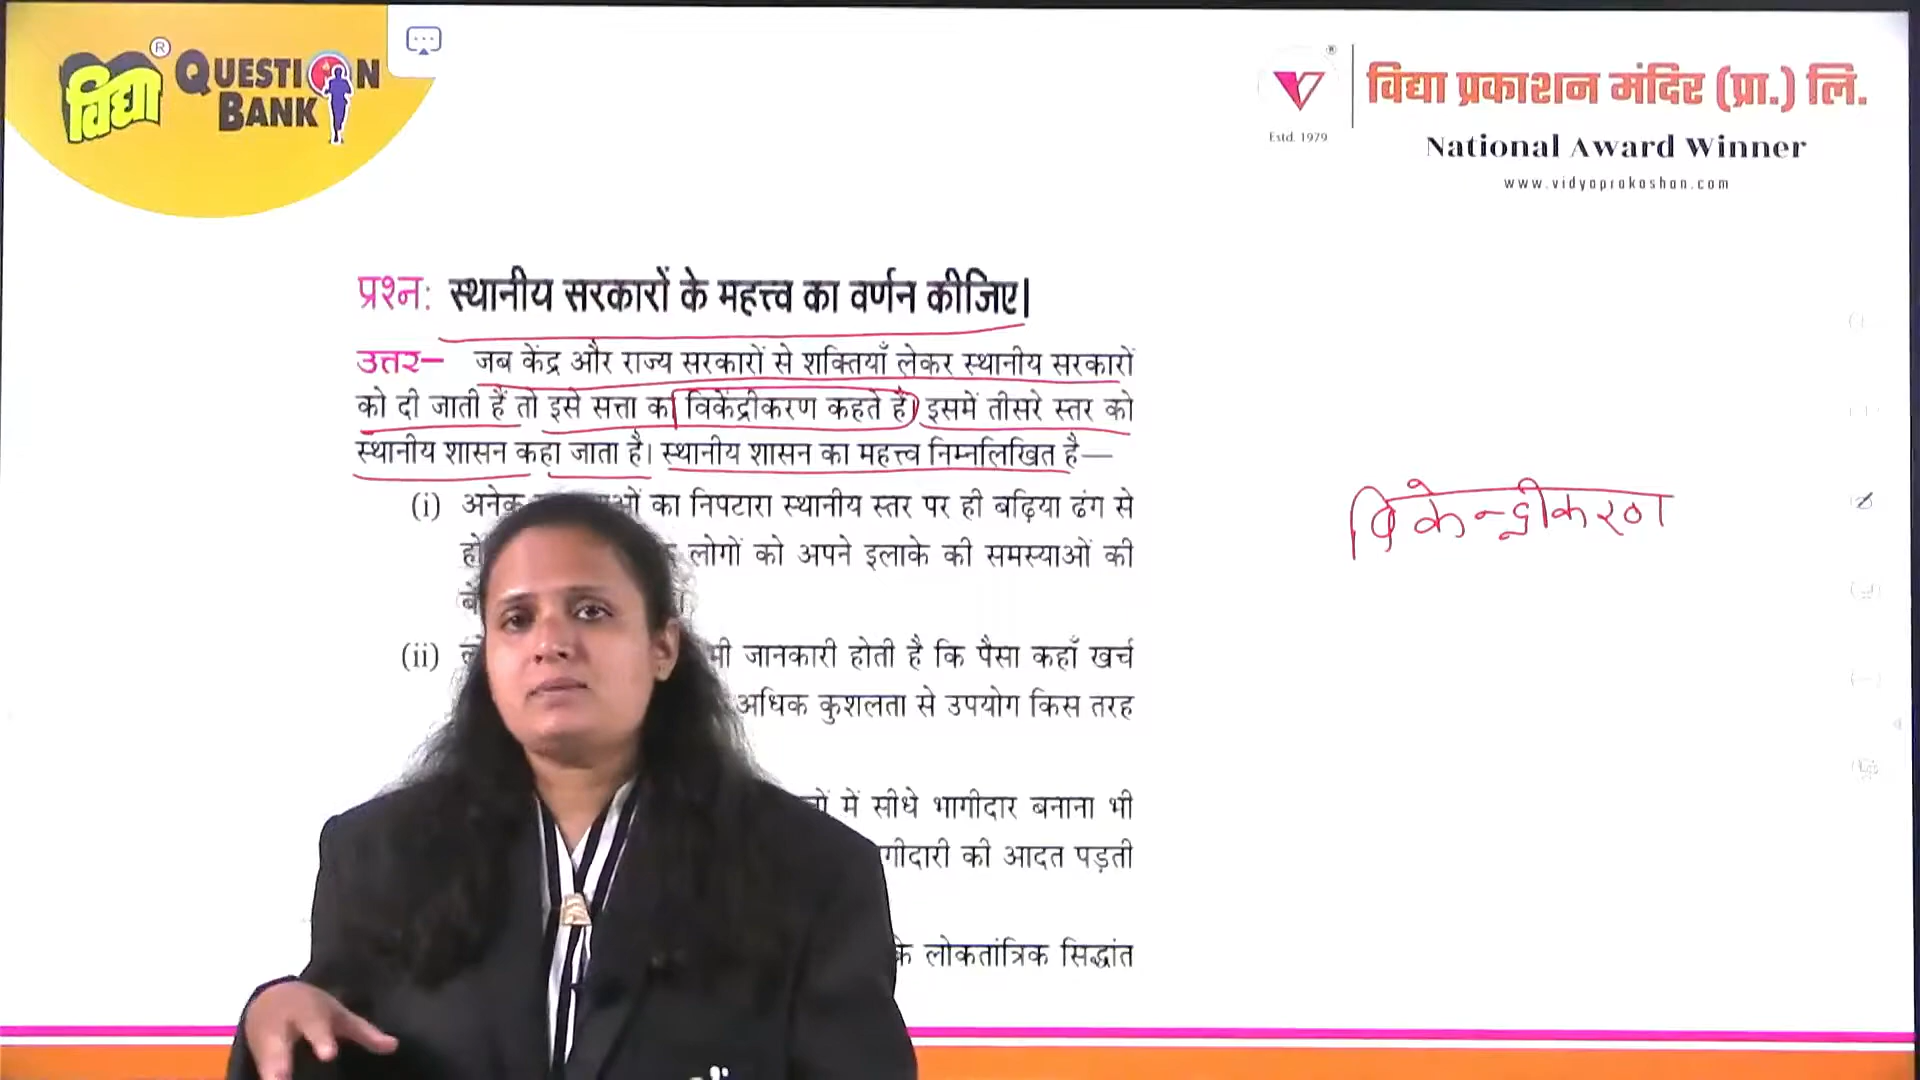 विद्या
®
QUESTION
BANK
®
Estd. 1979
विद्या प्रकाशन मंदिर (प्रा.) लि.
National Award Winner
www.vidyaprakashan.com
प्रश्न: स्थानीय सरकारों के महत्त्व का वर्णन कीजिए।
उत्तर— जब केंद्र और राज्य सरकारों से शक्तियाँ लेकर स्थानीय सरकारों
को दी जाती हैं तो इसे सत्ता का विकेंद्रीकरण कहते हैं। इसमें तीसरे स्तर को
स्थानीय शासन कहा जाता है। स्थानीय शासन का महत्त्व निम्नलिखित है—
(i) का निपटारा स्थानीय स्तर पर ही बढ़िया ढंग से
लोगों को अपने इलाके की समस्याओं की
(ii) जानकारी होती है कि पैसा कहाँ खर्च
अधिक कुशलता से उपयोग किस तरह
में सीधे भागीदार बनाना भी
की आदत पड़ती
लोकतांत्रिक सिद्धांत
विकेन्द्रीकरण